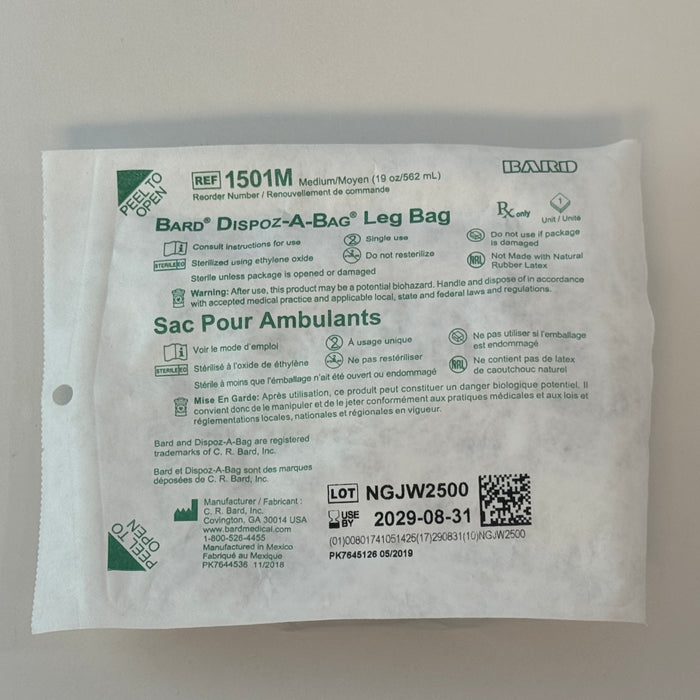 PEEL TO
OPEN
REF 1501M Medium/Moyen (19 oz/562 mL)
Reorder Number / Renouvellement de commande
BARD
BARD® DISPOZ-A-BAG® Leg Bag
Rx only
1
Unit / Unité
Consult instructions for use
2 Single use
Do not use if package
is damaged
STERILE EO Sterilized using ethylene oxide
Do not resterilize
NRL Not Made with Natural
Rubber Latex
Sterile unless package is opened or damaged
Warning: After use, this product may be a potential biohazard. Handle and dispose of in accordance
with accepted medical practice and applicable local, state and federal laws and regulations.
Sac Pour Ambulants
Voir le mode d'emploi
2 À usage unique
Ne pas utiliser si l'emballage
est endommagé
STERILE EO Stérilisé à l'oxide de éthylène
Ne pas restériliser
NRL Ne contient pas de latex
de caoutchouc naturel
Stérile à moins que l'émballage n'ait été ouvert ou endommagé
Mise En Garde: Après utilisation, ce produit peut constituer un danger biologique potentiel. Il
convient donc de le manipuler et de le jeter conformément aux pratiques médicales et aux lois et
réglementations locales, nationales et régionales en vigueur.
Bard and Dispoz-A-Bag are registered
trademarks of C. R. Bard, Inc.
Bard et Dispoz-A-Bag sont des marques
déposées de C. R. Bard, Inc.
Manufacturer / Fabricant :
C. R. Bard, Inc.
Covington, GA 30014 USA
www.bardmedical.com
1-800-526-4455
Manufactured in Mexico
Fabriqué au Mexique
PK7644536 11/2018
LOT NGJW2500
USE
BY 2029-08-31
(01)00801741051425(17)290831(10)NGJW2500
PK7645126 05/2019
PEEL TO
OPEN